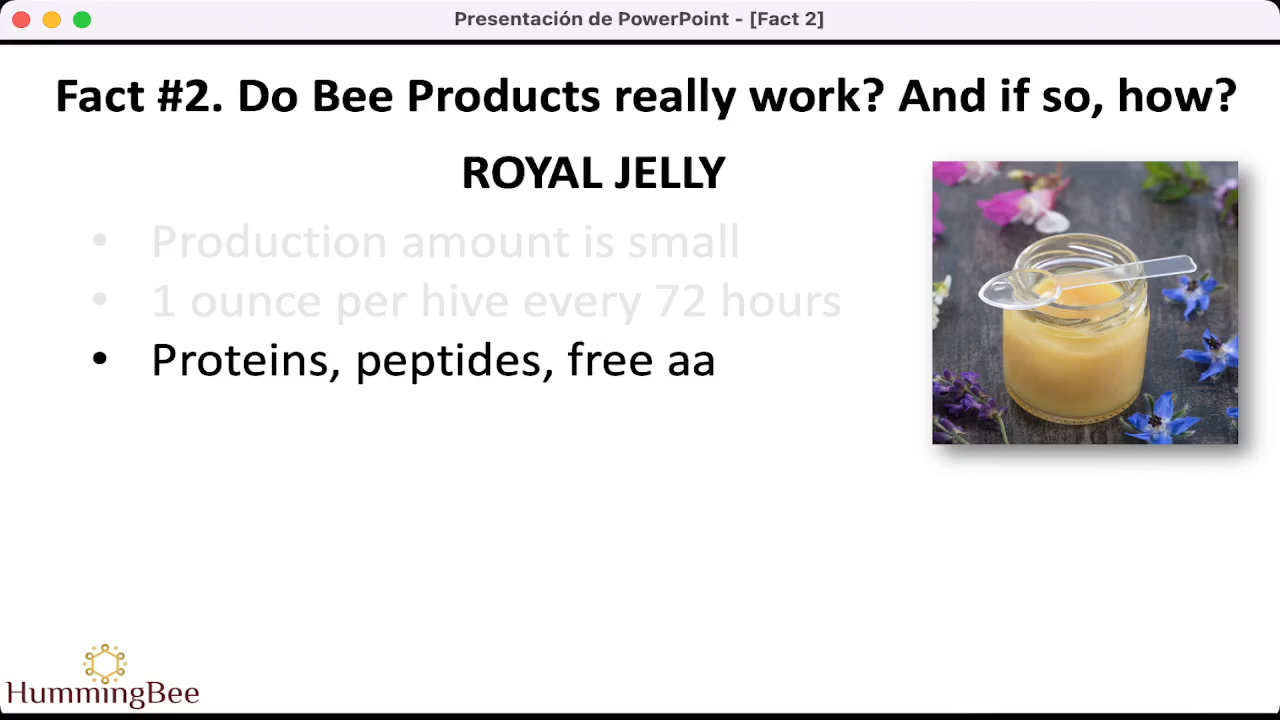 Presentación de PowerPoint - [Fact 2]
Fact #2. Do Bee Products really work? And if so, how?
ROYAL JELLY
• Production amount is small
• 1 ounce per hive every 72 hours
• Proteins, peptides, free aa
HummingBee